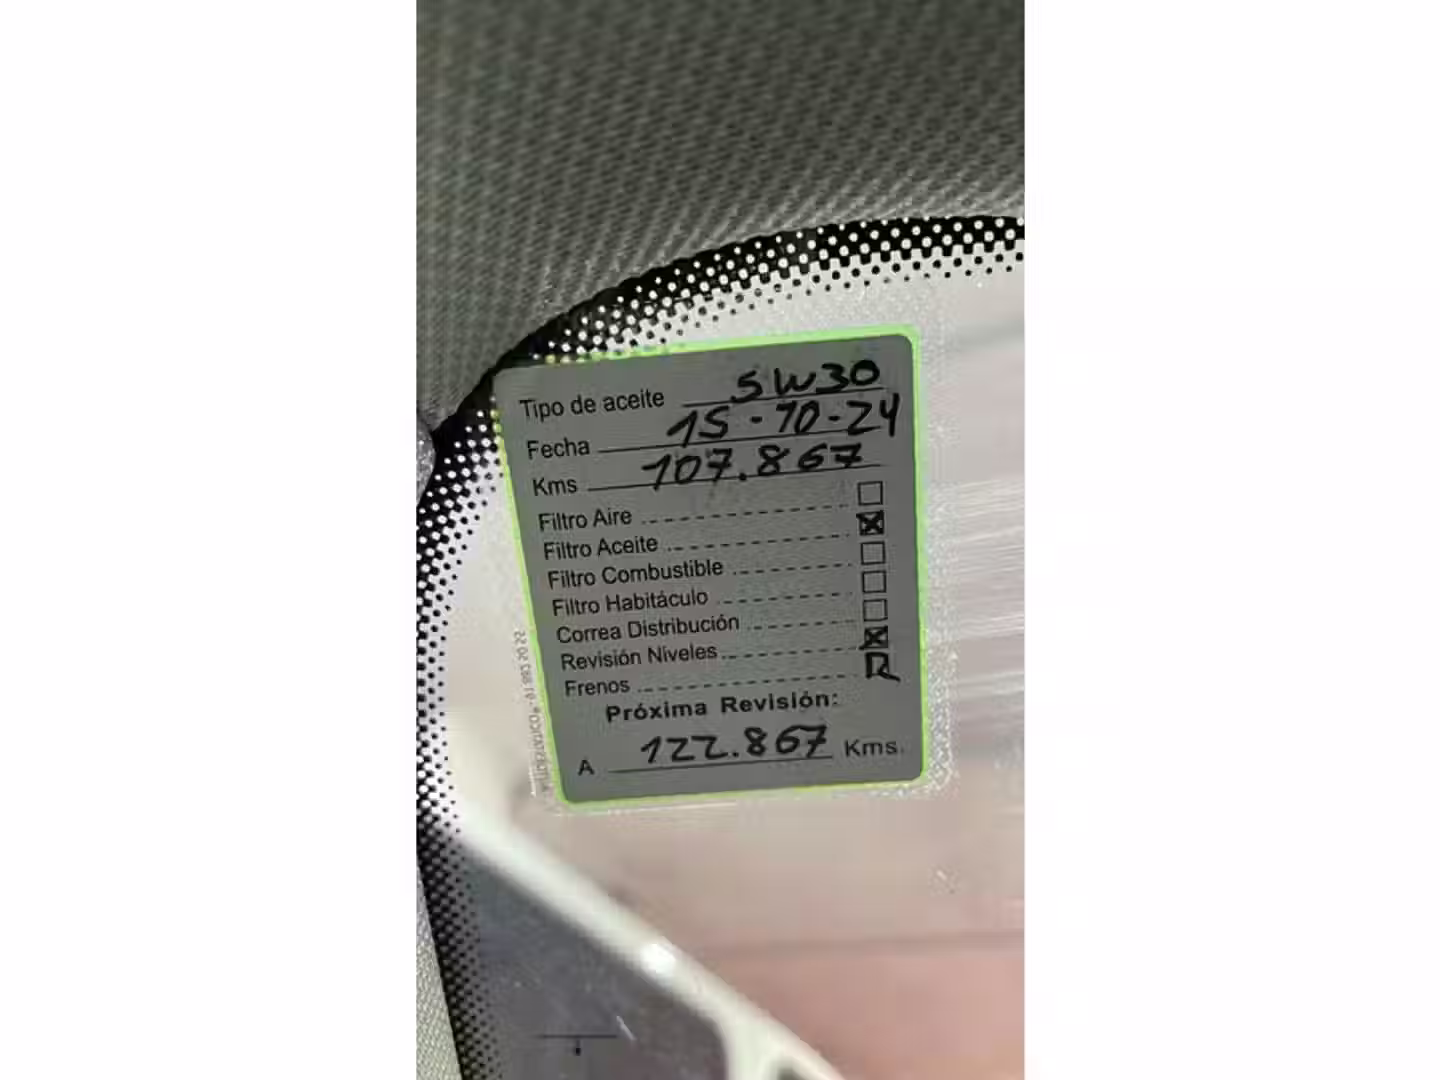 Tipo de aceite 5W30
Fecha 15-10-24
Kms 107.867
Filtro Aire
Filtro Aceite X
Filtro Combustible
Filtro Habitáculo
Correa Distribución
Revisión Niveles X
Frenos R
Próxima Revisión:
A 122.867 Kms.